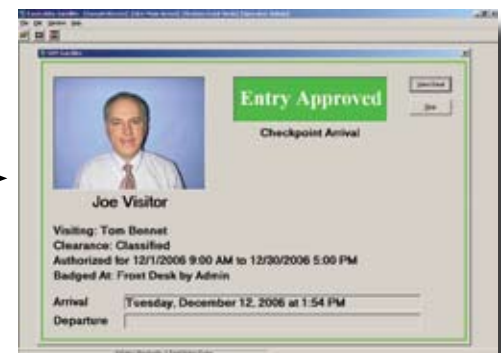 Entry Approved
Checkpoint Arrival
Joe Visitor
Visiting: Tom Bennet
Clearance: Classified
Authorized for 12/1/2006 9:00 AM to 12/30/2006 5:00 PM
Badged At: Front Desk by Admin
Arrival Tuesday, December 12, 2006 at 1:54 PM
Departure